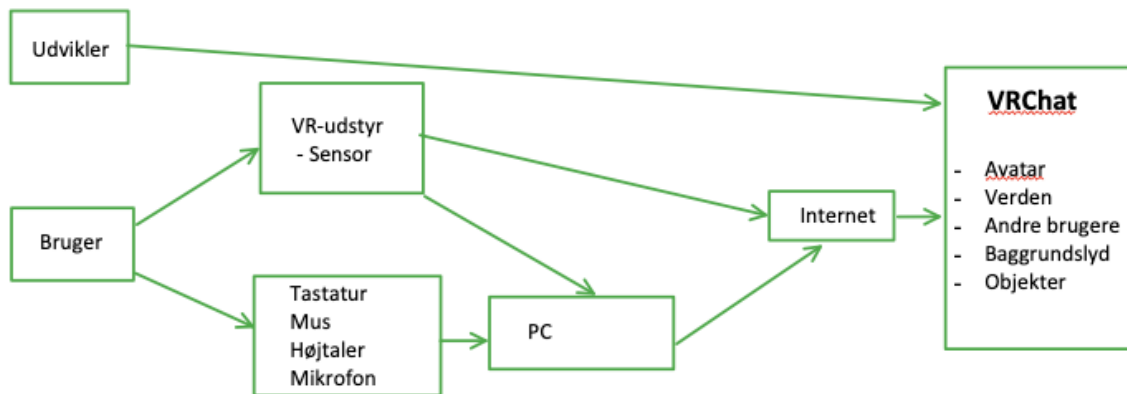 Udvikler
VR-udstyr
- Sensor
Bruger
Tastatur
Mus
Højtaler
Mikrofon
PC
Internet
VRChat
- Avatar
- Verden
- Andre brugere
- Baggrundslyd
- Objekter